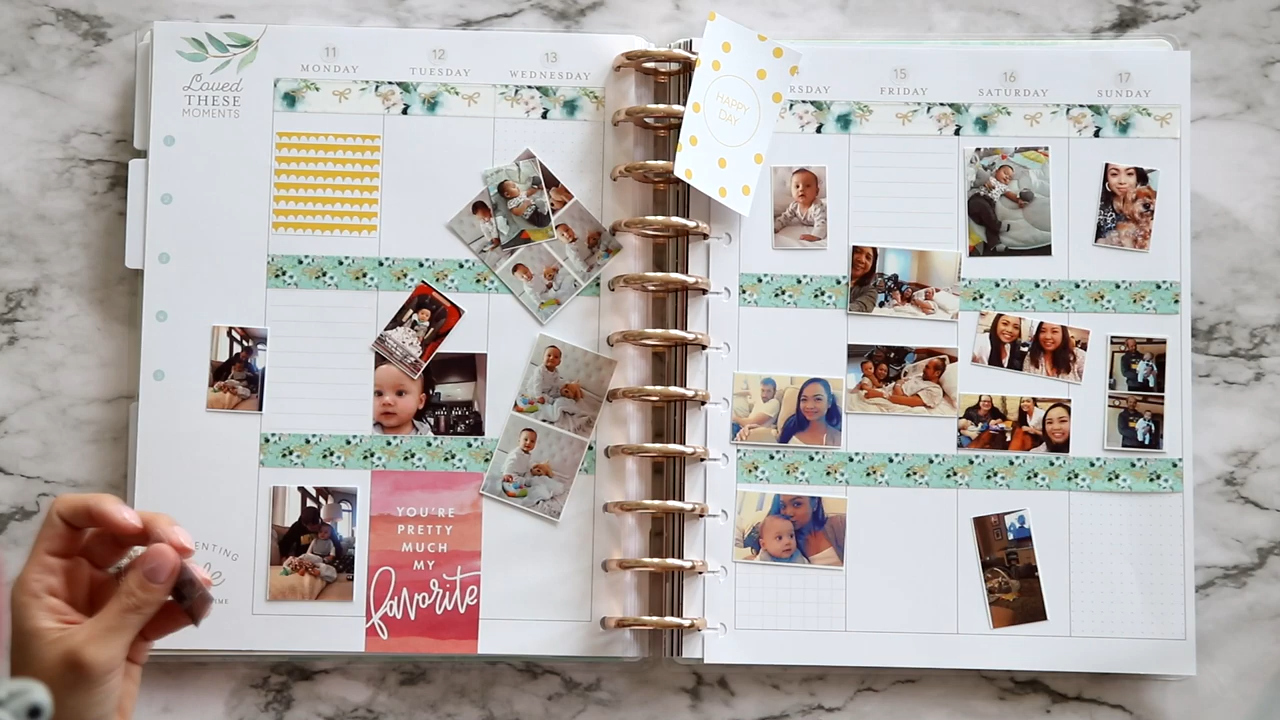 Loved
THESE
MOMENTS
11
MONDAY
12
TUESDAY
13
WEDNESDAY
HAPPY
DAY
RSDAY
15
FRIDAY
16
SATURDAY
17
SUNDAY
YOU'RE
PRETTY
MUCH
MY
favorite
ENTING